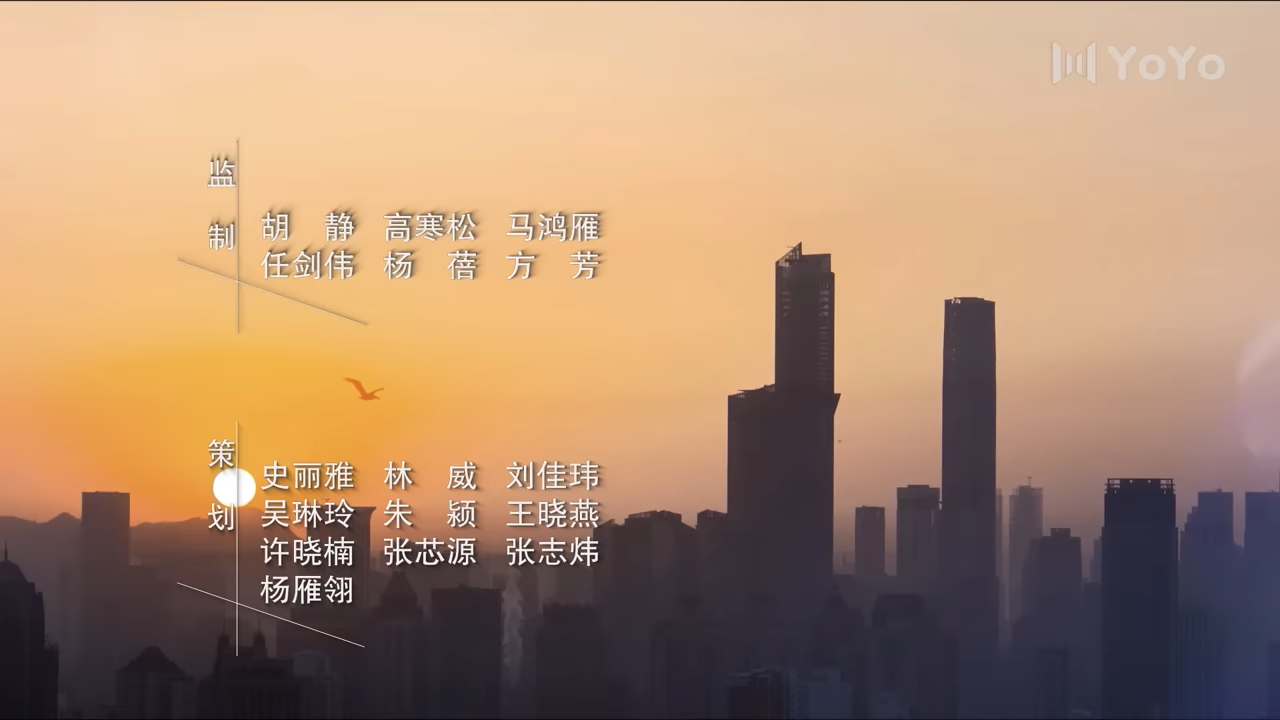 YoYo
监制
胡静 高寒松 马鸿雁
任剑伟 杨蓓 方芳
策划
史丽雅 林威 刘佳玮
吴琳玲 朱颍 王晓燕
许晓楠 张芯源 张志炜
杨雁翎